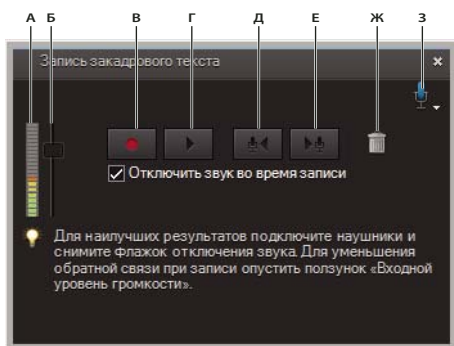 А Б В Г Д Е Ж З
Запись закадрового текста
Отключить звук во время записи
Для наилучших результатов подключите наушники и
снимите флажок отключения звука. Для уменьшения
обратной связи при записи опустить ползунок «Входной
уровень громкости».